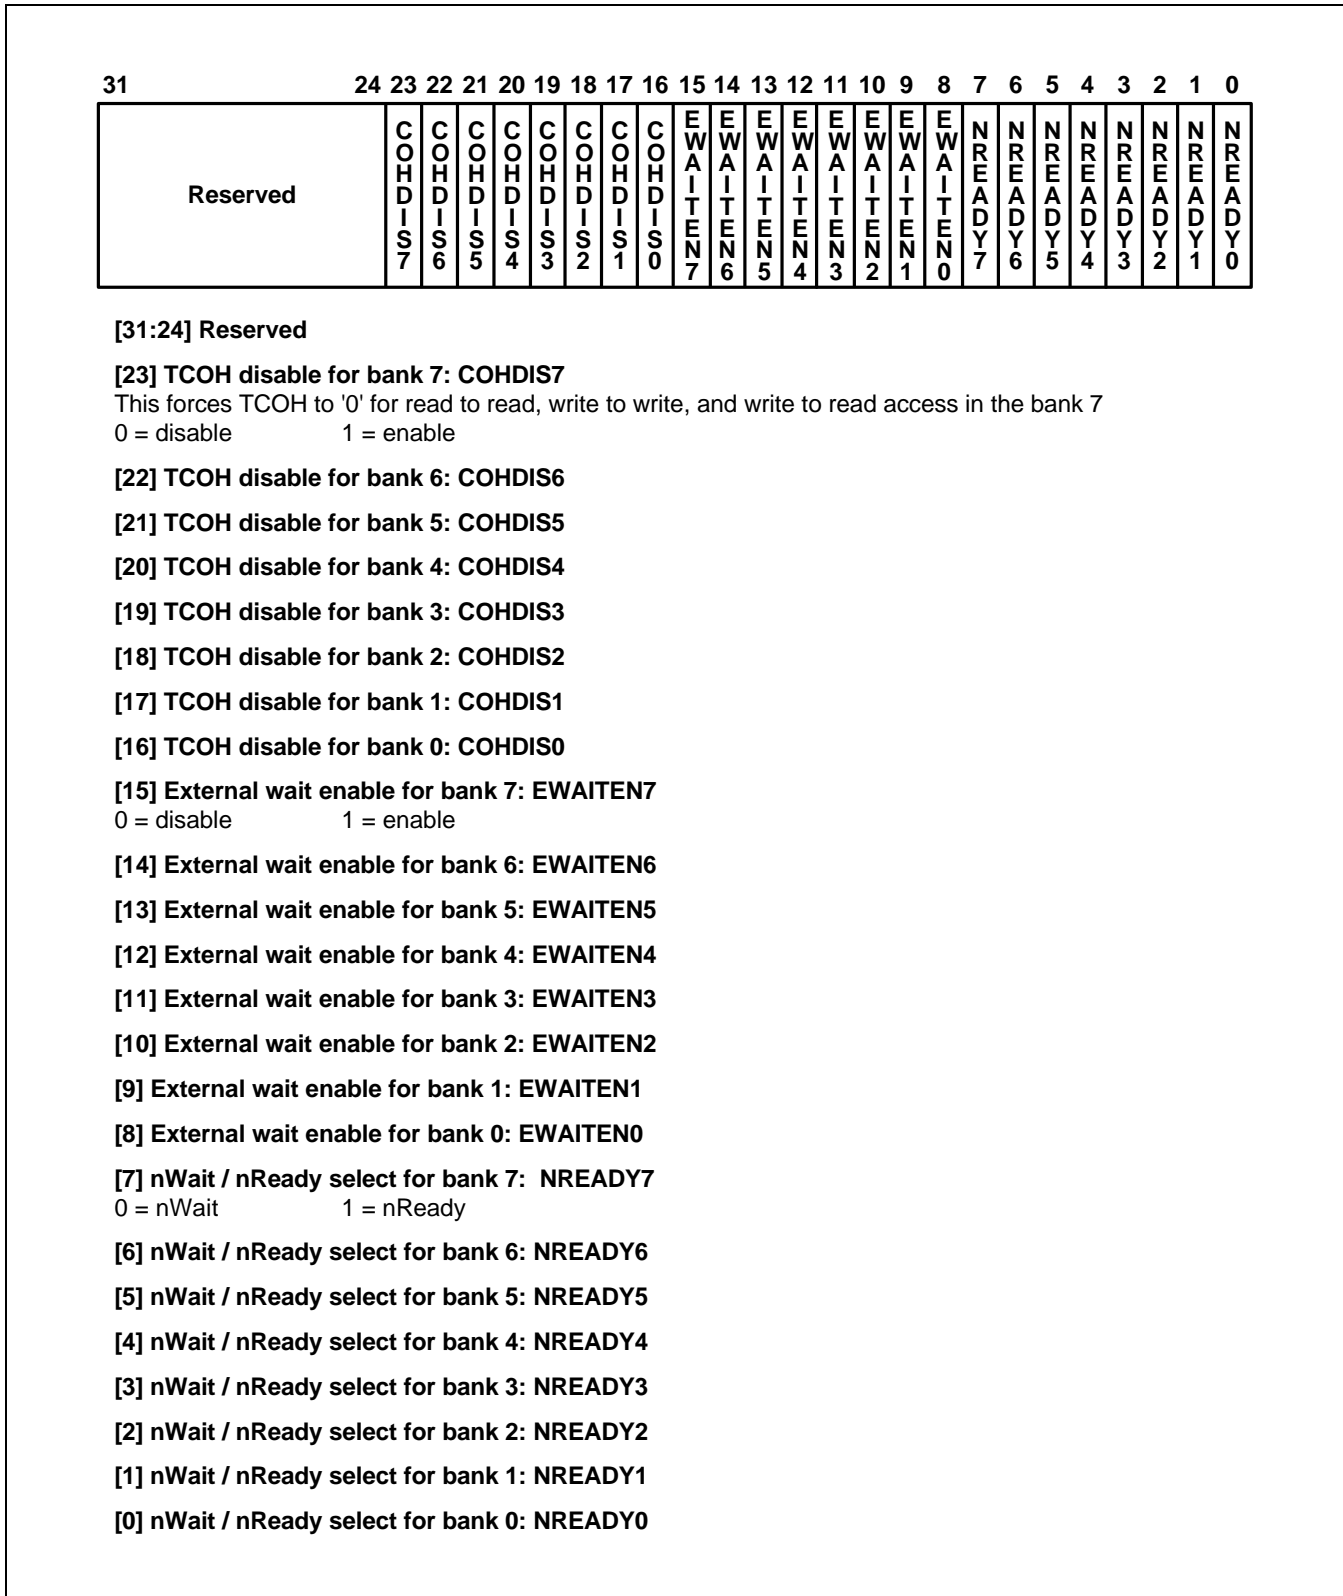 31 24 23 22 21 20 19 18 17 16 15 14 13 12 11 10 9 8 7 6 5 4 3 2 1 0
Reserved COHDIS7 COHDIS6 COHDIS5 COHDIS4 COHDIS3 COHDIS2 COHDIS1 COHDIS0 EWAITEN7 EWAITEN6 EWAITEN5 EWAITEN4 EWAITEN3 EWAITEN2 EWAITEN1 EWAITEN0 NREADY7 NREADY6 NREADY5 NREADY4 NREADY3 NREADY2 NREADY1 NREADY0
[31:24] Reserved
[23] TCOH disable for bank 7: COHDIS7
This forces TCOH to '0' for read to read, write to write, and write to read access in the bank 7
0 = disable 1 = enable
[22] TCOH disable for bank 6: COHDIS6
[21] TCOH disable for bank 5: COHDIS5
[20] TCOH disable for bank 4: COHDIS4
[19] TCOH disable for bank 3: COHDIS3
[18] TCOH disable for bank 2: COHDIS2
[17] TCOH disable for bank 1: COHDIS1
[16] TCOH disable for bank 0: COHDIS0
[15] External wait enable for bank 7: EWAITEN7
0 = disable 1 = enable
[14] External wait enable for bank 6: EWAITEN6
[13] External wait enable for bank 5: EWAITEN5
[12] External wait enable for bank 4: EWAITEN4
[11] External wait enable for bank 3: EWAITEN3
[10] External wait enable for bank 2: EWAITEN2
[9] External wait enable for bank 1: EWAITEN1
[8] External wait enable for bank 0: EWAITEN0
[7] nWait / nReady select for bank 7: NREADY7
0 = nWait 1 = nReady
[6] nWait / nReady select for bank 6: NREADY6
[5] nWait / nReady select for bank 5: NREADY5
[4] nWait / nReady select for bank 4: NREADY4
[3] nWait / nReady select for bank 3: NREADY3
[2] nWait / nReady select for bank 2: NREADY2
[1] nWait / nReady select for bank 1: NREADY1
[0] nWait / nReady select for bank 0: NREADY0